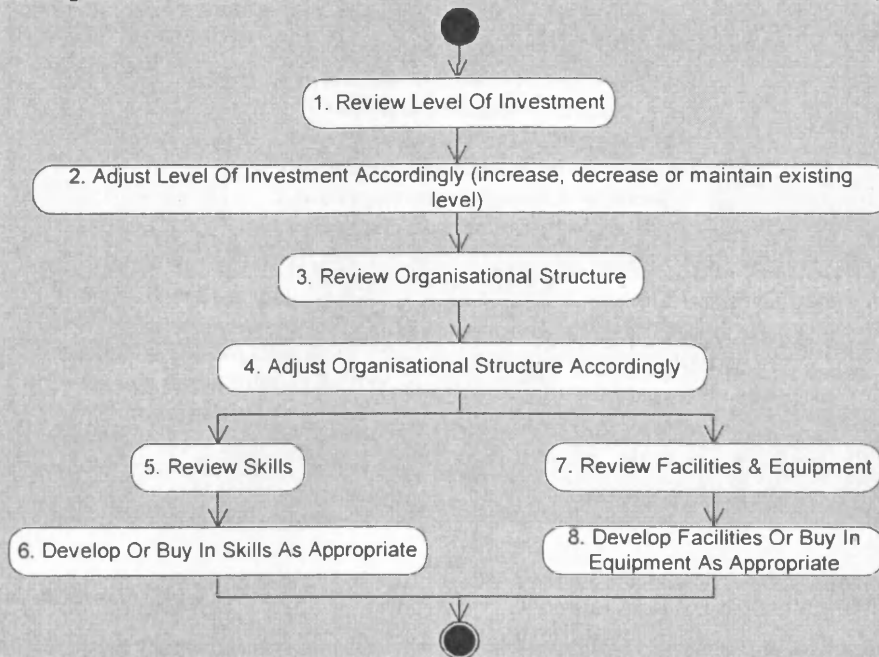 1. Review Level Of Investment
2. Adjust Level Of Investment Accordingly (increase, decrease or maintain existing
level)
3. Review Organisational Structure
4. Adjust Organisational Structure Accordingly
5. Review Skills
7. Review Facilities & Equipment
6. Develop Or Buy In Skills As Appropriate
8. Develop Facilities Or Buy In
Equipment As Appropriate